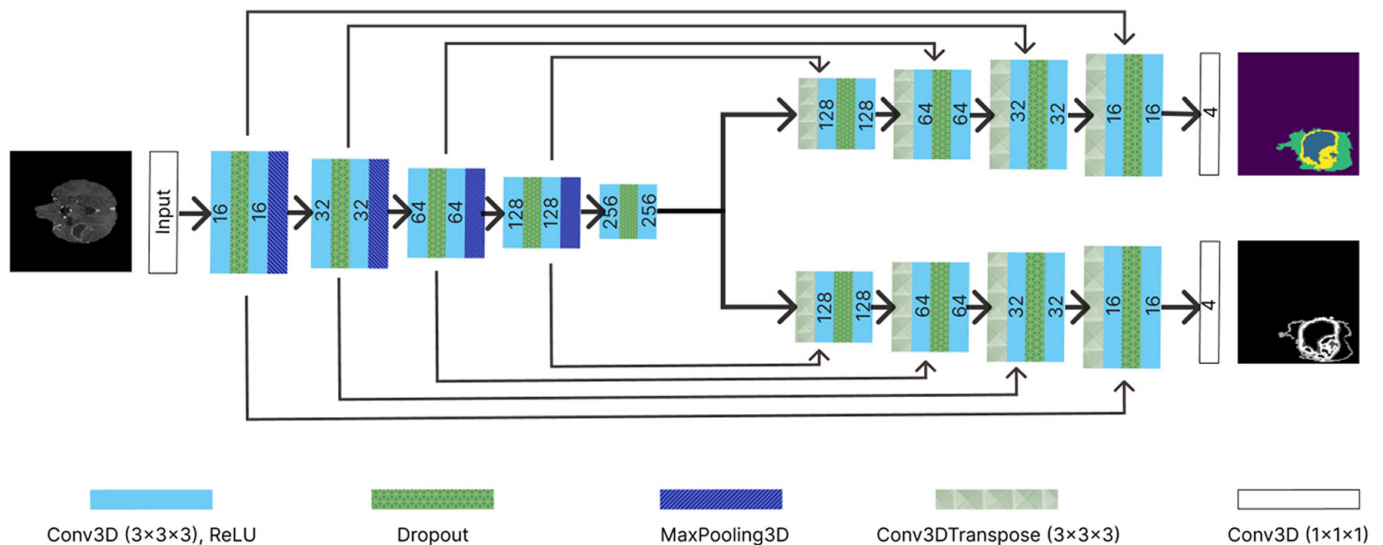 128 128 64 64 32 32 16 16 4
Input 16 16 32 32 64 64 128 128 256 256
128 128 64 64 32 32 16 16 4
Conv3D (3×3×3), ReLU Dropout MaxPooling3D Conv3DTranspose (3×3×3) Conv3D (1×1×1)